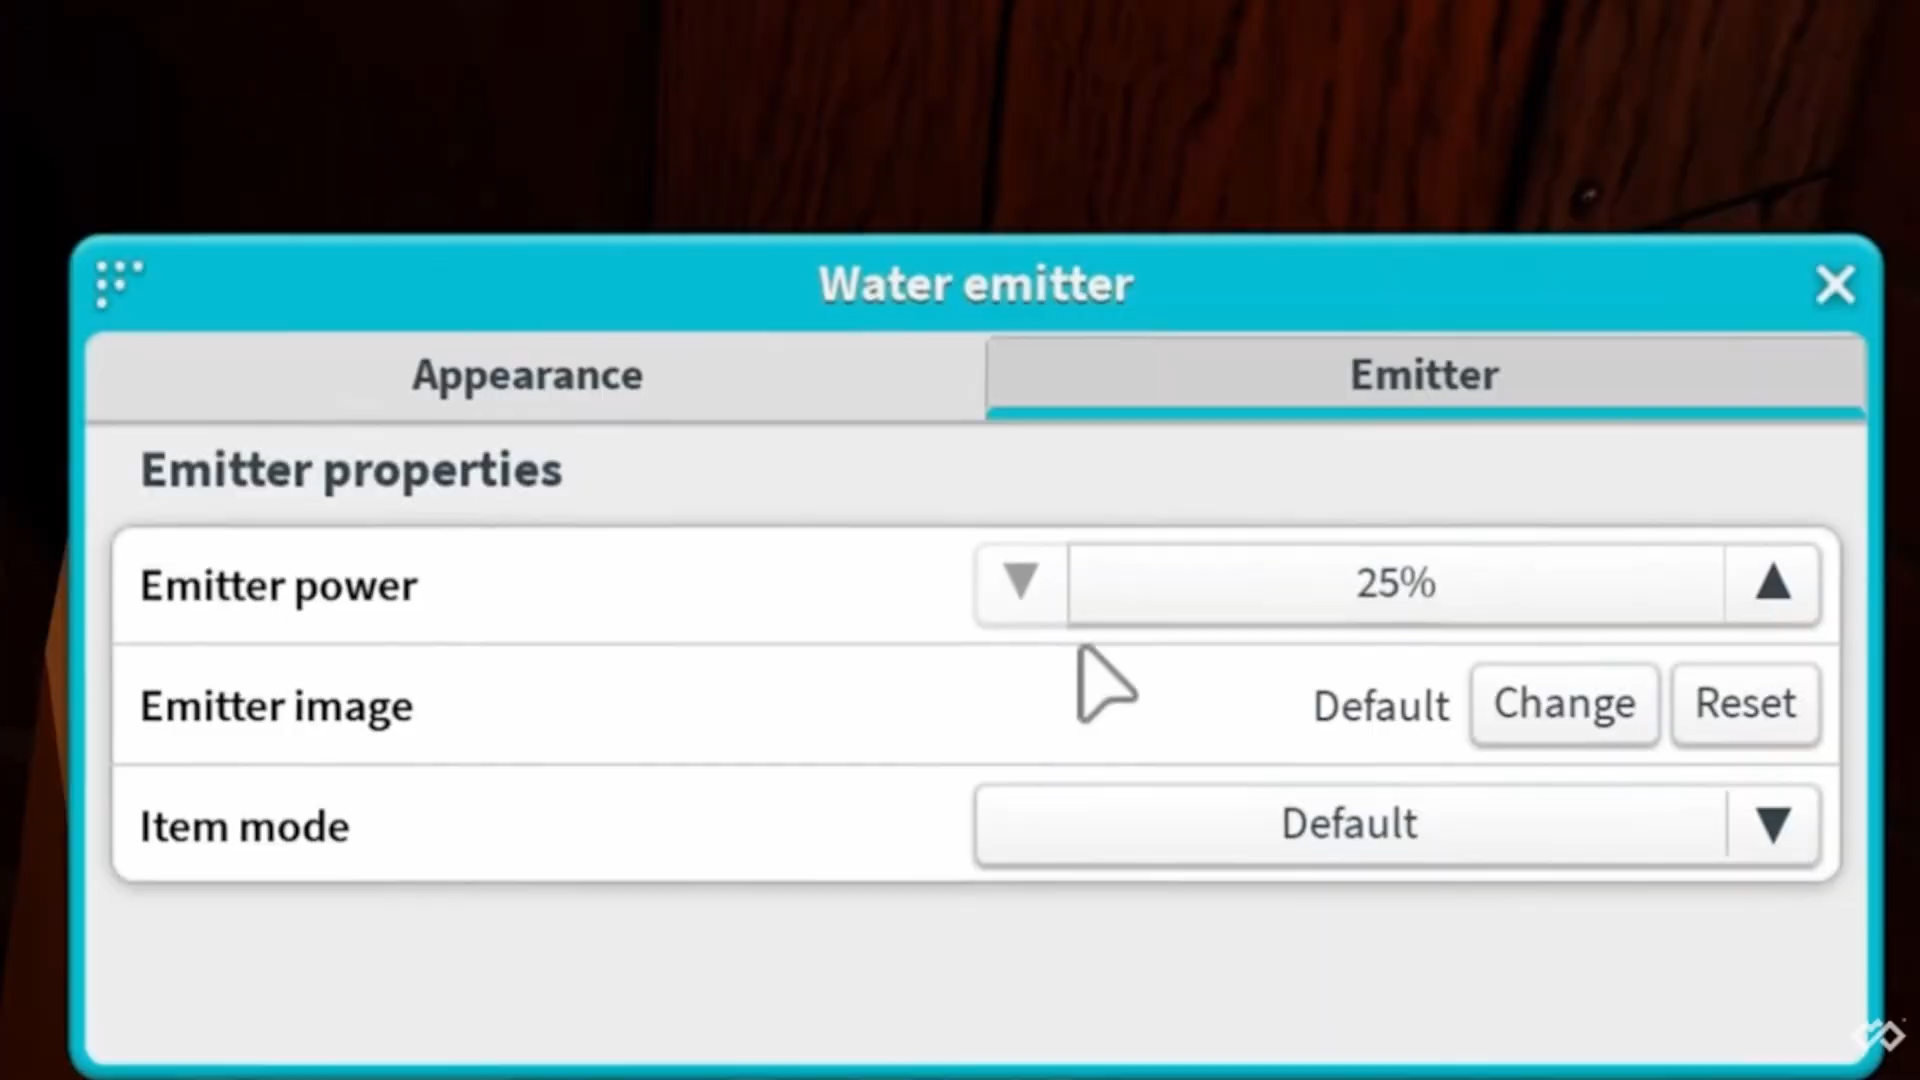 Water emitter
Appearance
Emitter
Emitter properties
Emitter power
25%
Emitter image
Default
Change
Reset
Item mode
Default